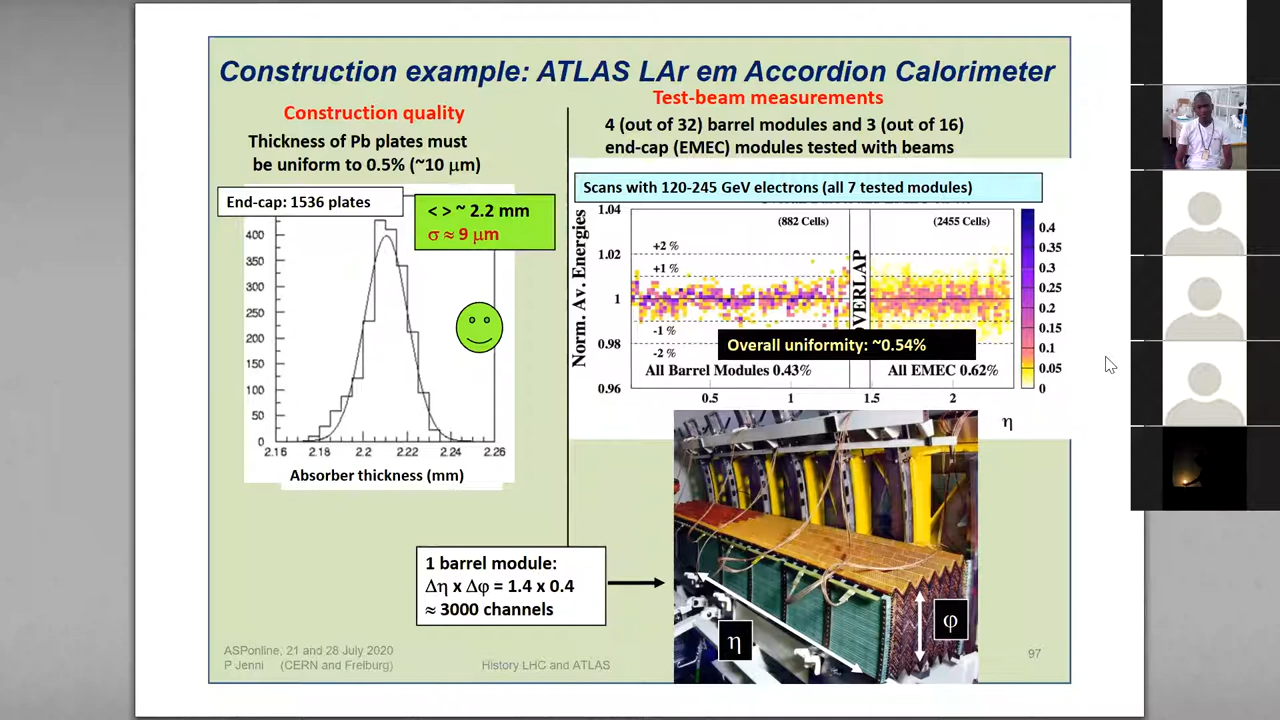 Construction example: ATLAS LAr em Accordion Calorimeter
Construction quality
Thickness of Pb plates must
be uniform to 0.5% (~10 μm)
End-cap: 1536 plates
< > ~ 2.2 mm
σ ≈ 9 μm
400
350
300
250
200
150
100
50
0
2.16
2.18
2.2
2.22
2.24
2.26
Absorber thickness (mm)
Test-beam measurements
4 (out of 32) barrel modules and 3 (out of 16)
end-cap (EMEC) modules tested with beams
Scans with 120-245 GeV electrons (all 7 tested modules)
Norm. Av. Energies
1.04
1.02
1
0.98
0.96
(882 Cells)
(2455 Cells)
+2 %
+1 %
-1 %
-2 %
OVERLAP
Overall uniformity: ~0.54%
All Barrel Modules 0.43%
All EMEC 0.62%
0.5
1
1.5
2
η
0.4
0.35
0.3
0.25
0.2
0.15
0.1
0.05
0
1 barrel module:
Δη x Δφ = 1.4 x 0.4
≈ 3000 channels
η
φ
ASPonline, 21 and 28 July 2020
P Jenni (CERN and Freiburg)
History LHC and ATLAS
97